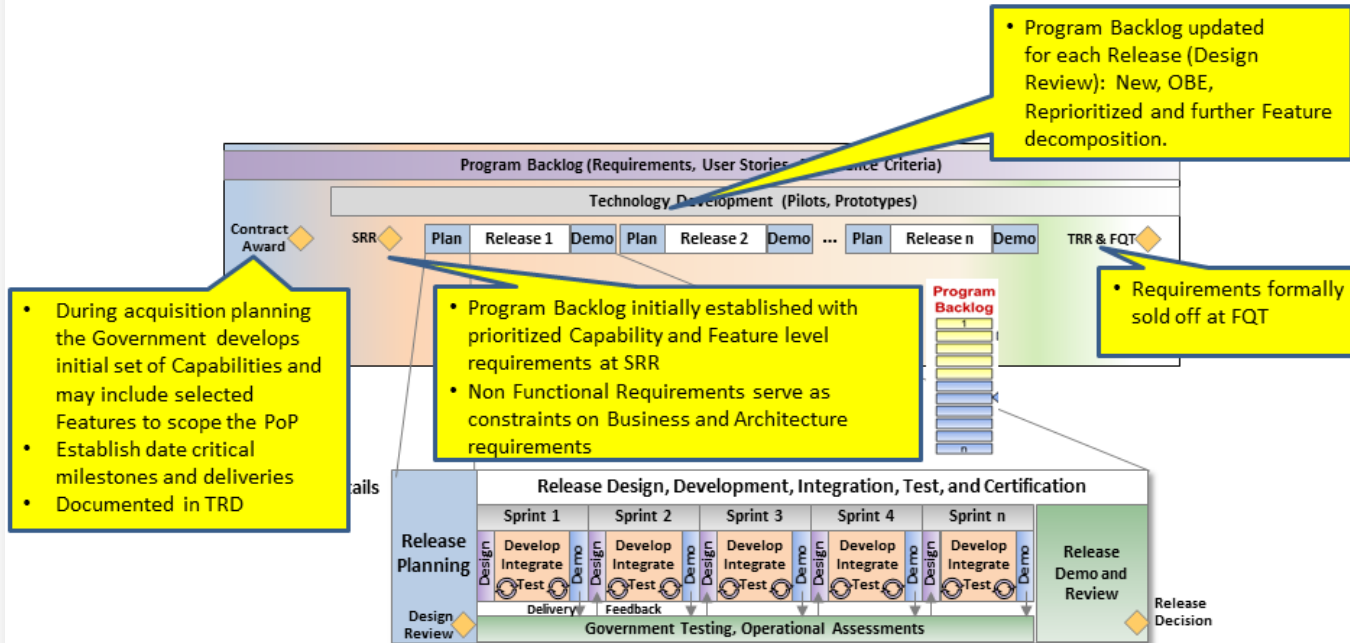 • Program Backlog updated
for each Release (Design
Review): New, OBE,
Reprioritized and further Feature
decomposition.
Program Backlog (Requirements, User Stories, Criteria)
Technology Development (Pilots, Prototypes)
Contract
Award
SRR
Plan
Release 1
Demo
Plan
Release 2
Demo
...
Plan
Release n
Demo
TRR & FQT
• During acquisition planning
the Government develops
initial set of Capabilities and
may include selected
Features to scope the PoP
• Establish date critical
milestones and deliveries
• Documented in TRD
• Program Backlog initially established with
prioritized Capability and Feature level
requirements at SRR
• Non Functional Requirements serve as
constraints on Business and Architecture
requirements
Program
Backlog
1
n
• Requirements formally
sold off at FQT
Release
Planning
Design
Review
Release Design, Development, Integration, Test, and Certification
Sprint 1
Sprint 2
Sprint 3
Sprint 4
Sprint n
Design
Develop
Integrate
Test
Demo
Design
Develop
Integrate
Test
Demo
Design
Develop
Integrate
Test
Demo
Design
Develop
Integrate
Test
Demo
Design
Develop
Integrate
Test
Demo
Delivery
Feedback
Government Testing, Operational Assessments
Release
Demo and
Review
Release
Decision